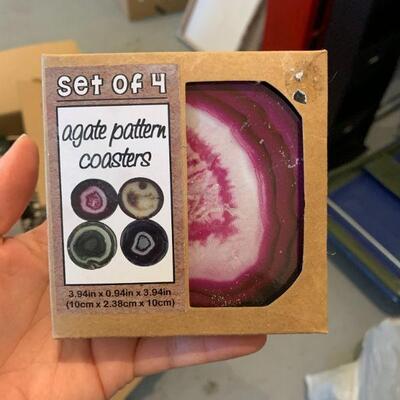 set of 4
agate pattern
coasters
3.94in x 0.94in x 3.94in
(10cm x 2.38cm x 10cm)